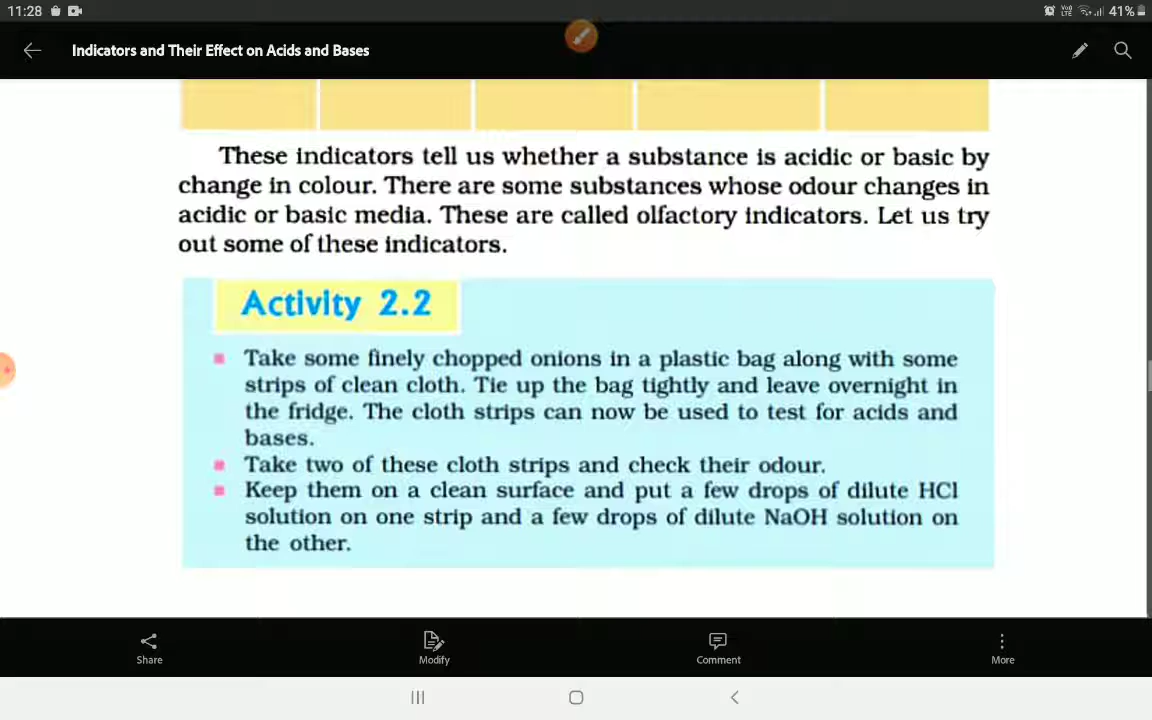 11:28
Vo)) LTE 41%
Indicators and Their Effect on Acids and Bases
These indicators tell us whether a substance is acidic or basic by
change in colour. There are some substances whose odour changes in
acidic or basic media. These are called olfactory indicators. Let us try
out some of these indicators.
Activity 2.2
Take some finely chopped onions in a plastic bag along with some
strips of clean cloth. Tie up the bag tightly and leave overnight in
the fridge. The cloth strips can now be used to test for acids and
bases.
Take two of these cloth strips and check their odour.
Keep them on a clean surface and put a few drops of dilute HCl
solution on one strip and a few drops of dilute NaOH solution on
the other.
Share Modify Comment More